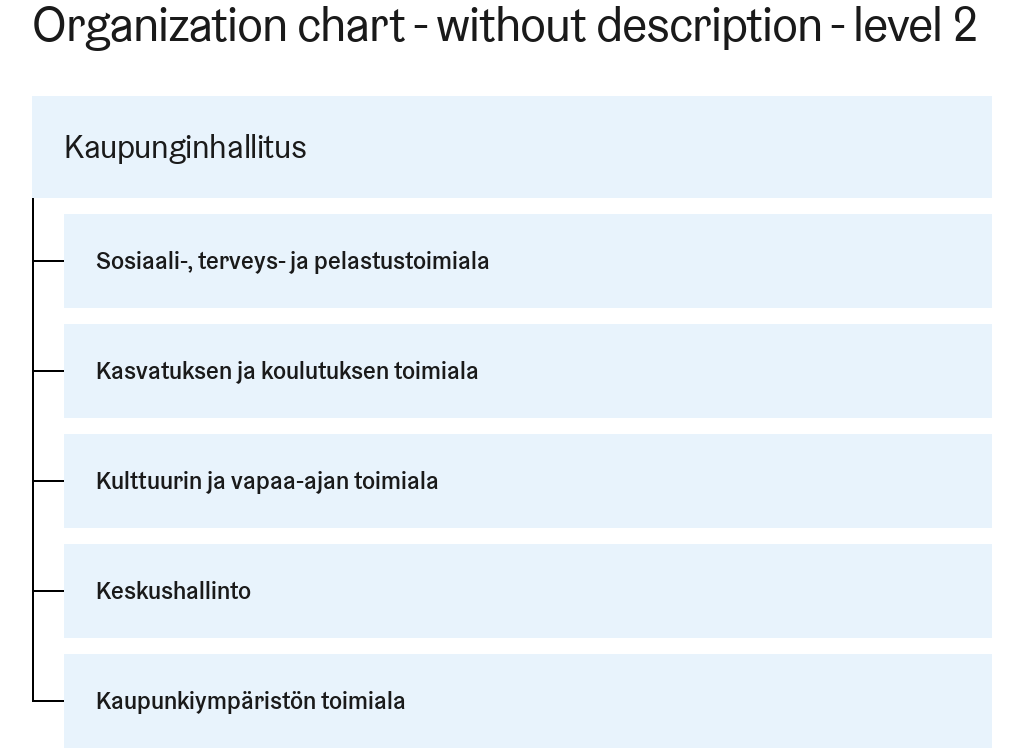 Organization chart - without description - level 2
Kaupunginhallitus
Sosiaali-, terveys- ja pelastustoimiala
Kasvatuksen ja koulutuksen toimiala
Kulttuurin ja vapaa-ajan toimiala
Keskushallinto
Kaupunkiympäristön toimiala